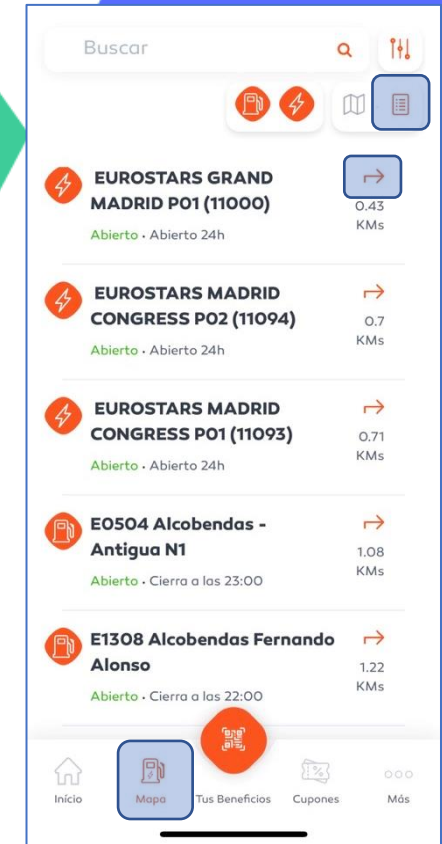 Buscar
EUROSTARS GRAND
MADRID P01 (11000)
0.43
KMs
Abierto • Abierto 24h
EUROSTARS MADRID
CONGRESS P02 (11094)
0.7
KMs
Abierto • Abierto 24h
EUROSTARS MADRID
CONGRESS P01 (11093)
0.71
KMs
Abierto • Abierto 24h
E0504 Alcobendas -
Antigua N1
1.08
KMs
Abierto • Cierra a las 23:00
E1308 Alcobendas Fernando
Alonso
1.22
KMs
Abierto • Cierra a las 22:00
Início
Mapa
Tus Beneficios
Cupones
Más